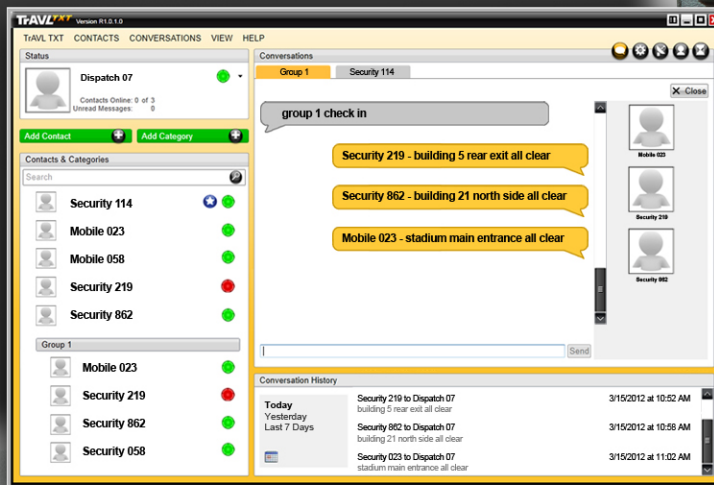 TrAVL TXT Version R1.0.1.0
TrAVL TXT CONTACTS CONVERSATIONS VIEW HELP
Status
Dispatch 07
Contacts Online: 0 of 3
Unread Messages: 0
Add Contact
Add Category
Contacts & Categories
Search
Security 114
Mobile 023
Mobile 058
Security 219
Security 862
Group 1
Mobile 023
Security 219
Security 862
Security 058
Conversations
Group 1 Security 114
X Close
group 1 check in
Security 219 - building 5 rear exit all clear
Security 862 - building 21 north side all clear
Mobile 023 - stadium main entrance all clear
Mobile 023
Security 219
Security 862
Send
Conversation History
Today
Yesterday
Last 7 Days
Security 219 to Dispatch 07 3/15/2012 at 10:52 AM
building 5 rear exit all clear
Security 862 to Dispatch 07 3/15/2012 at 10:58 AM
building 21 north side all clear
Security 023 to Dispatch 07 3/15/2012 at 11:02 AM
stadium main entrance all clear